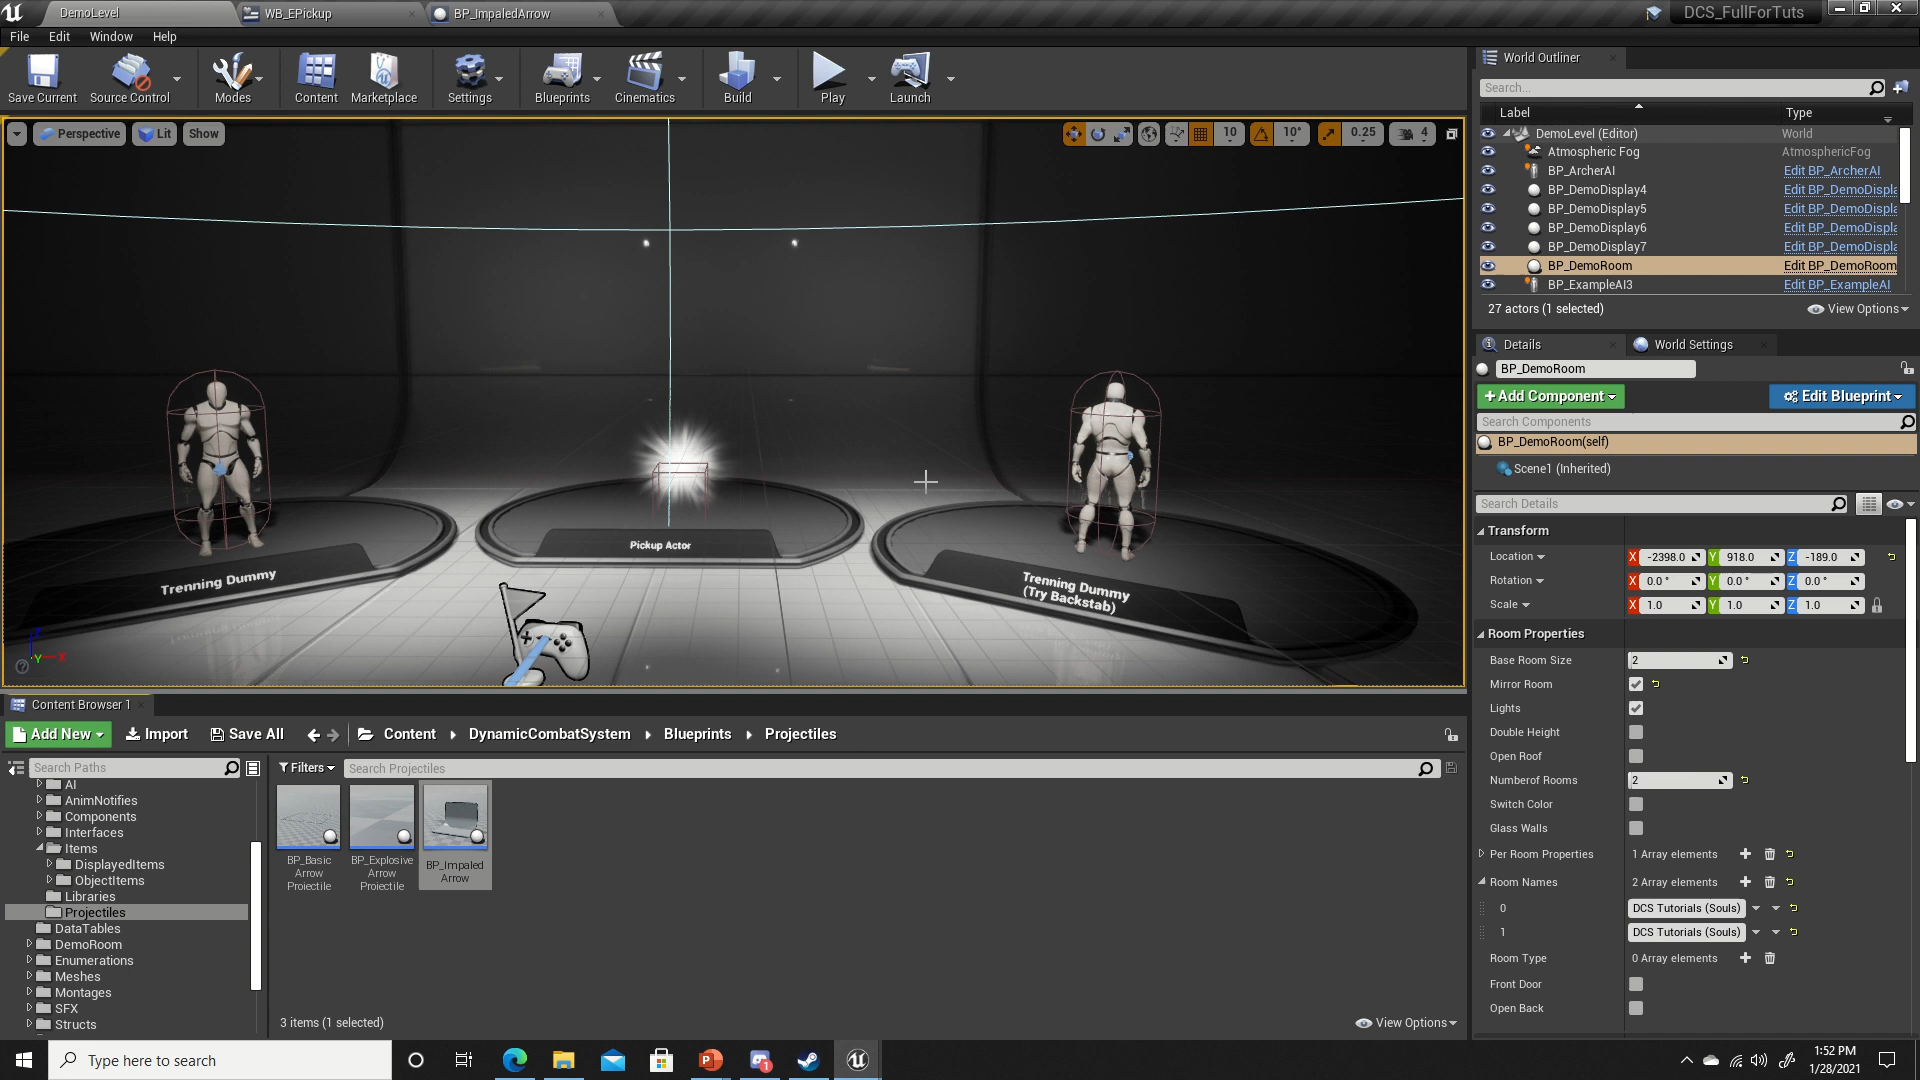 DemoLevel
WB_EPickup
BP_ImpaledArrow
DCS_FullForTuts
File Edit Window Help
Save Current
Source Control
Modes
Content
Marketplace
Settings
Blueprints
Cinematics
Build
Play
Launch
Perspective
Lit
Show
10
10°
0.25
4
Trenning Dummy
Pickup Actor
Trenning Dummy
(Try Backstab)
Z
Y
X
World Outliner
Search...
Label Type
DemoLevel (Editor) World
Atmospheric Fog AtmosphericFog
BP_ArcherAI Edit BP_ArcherAI
BP_DemoDisplay4 Edit BP_DemoDispla
BP_DemoDisplay5 Edit BP_DemoDispla
BP_DemoDisplay6 Edit BP_DemoDispla
BP_DemoDisplay7 Edit BP_DemoDispla
BP_DemoRoom Edit BP_DemoRoom
BP_ExampleAI3 Edit BP_ExampleAI
27 actors (1 selected) View Options
Details
World Settings
BP_DemoRoom
+Add Component
Edit Blueprint
Search Components
BP_DemoRoom(self)
Scene1 (Inherited)
Search Details
Transform
Location X -2398.0 Y 918.0 Z -189.0
Rotation X 0.0 ° Y 0.0 ° Z 0.0 °
Scale X 1.0 Y 1.0 Z 1.0
Room Properties
Base Room Size 2
Mirror Room
Lights
Double Height
Open Roof
Numberof Rooms 2
Switch Color
Glass Walls
Per Room Properties 1 Array elements
Room Names 2 Array elements
0 DCS Tutorials (Souls)
1 DCS Tutorials (Souls)
Room Type 0 Array elements
Front Door
Open Back
Content Browser 1
Add New
Import
Save All
Content
DynamicCombatSystem
Blueprints
Projectiles
Search Paths
Filters
Search Projectiles
AI
AnimNotifies
Components
Interfaces
Items
DisplayedItems
ObjectItems
Libraries
Projectiles
DataTables
DemoRoom
Enumerations
Meshes
Montages
SFX
Structs
BP_Basic
Arrow
Projectile
BP_Explosive
Arrow
Projectile
BP_Impaled
Arrow
3 items (1 selected)
View Options
Type here to search
1
1:52 PM
1/28/2021